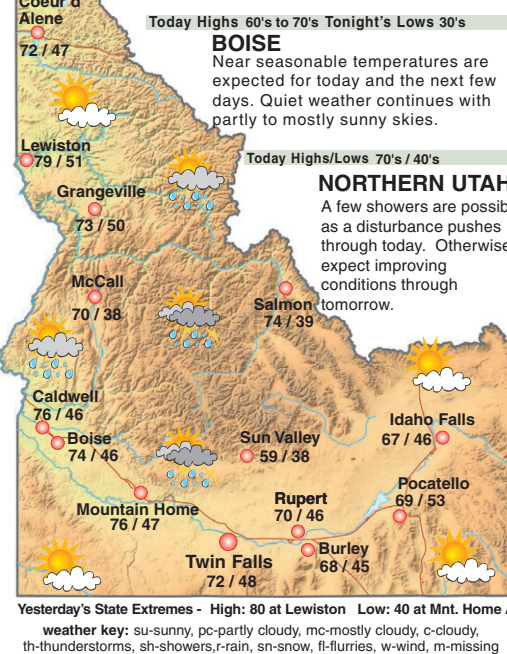 Coeur d'
Alene
72 / 47
Today Highs 60's to 70's Tonight's Lows 30's
BOISE
Near seasonable temperatures are
expected for today and the next few
days. Quiet weather continues with
partly to mostly sunny skies.
Lewiston
79 / 51
Today Highs/Lows 70's / 40's
Grangeville
73 / 50
NORTHERN UTAH
A few showers are possib
as a disturbance pushes
through today. Otherwise
expect improving
conditions through
tomorrow.
McCall
70 / 38
Salmon
74 / 39
Caldwell
76 / 46
Boise
74 / 46
Sun Valley
59 / 38
Idaho Falls
67 / 46
Mountain Home
76 / 47
Rupert
70 / 46
Pocatello
69 / 53
Twin Falls
72 / 48
Burley
68 / 45
Yesterday's State Extremes - High: 80 at Lewiston Low: 40 at Mnt. Home
weather key: su-sunny, pc-partly cloudy, mc-mostly cloudy, c-cloudy,
th-thunderstorms, sh-showers,r-rain, sn-snow, fl-flurries, w-wind, m-missing